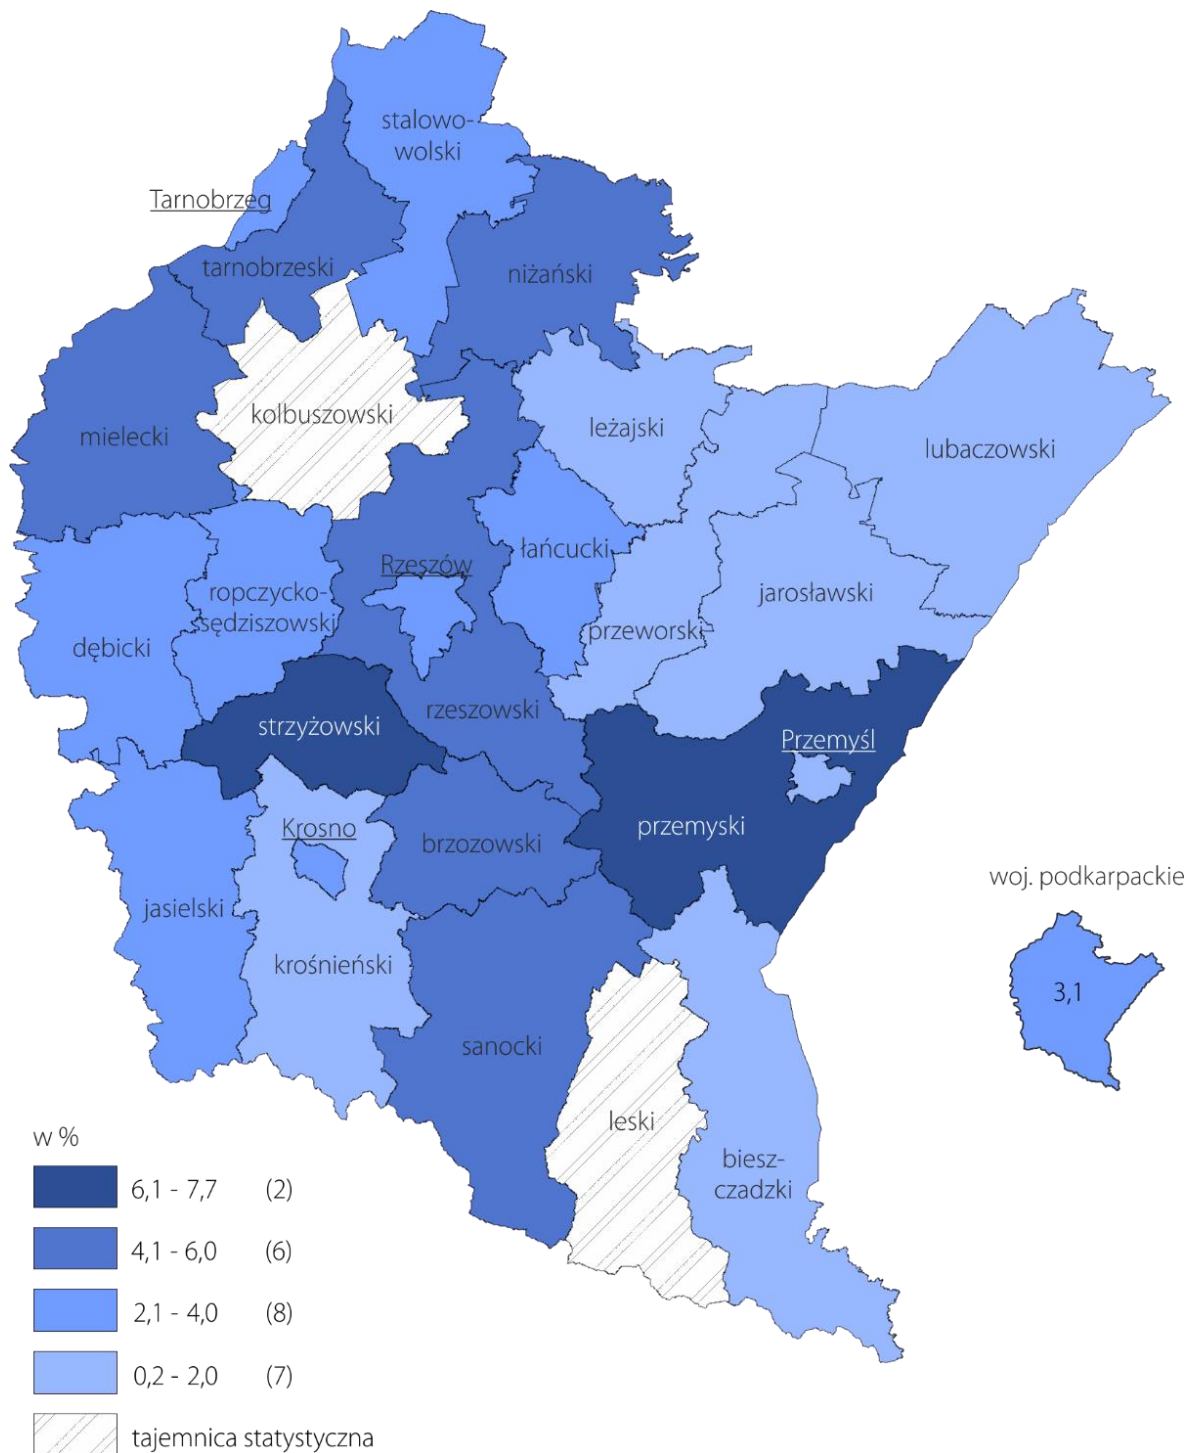 stalowo-
wolski
Tarnobrzeg
tarnobrzeski
niżański
kolbuszowski
leżajski
mielecki
lubaczowski
Rzeszów
łańcucki
ropczycko-
sędziszowski
jarosławski
przeworski
dębicki
rzeszowski
strzyżowski
Przemyśl
Krosno
przemyski
brzozowski
woj. podkarpackie
jasielski
krośnieński
3,1
sanocki
leski
biesz-
czadzki
w %
6,1 - 7,7 (2)
4,1 - 6,0 (6)
2,1 - 4,0 (8)
0,2 - 2,0 (7)
tajemnica statystyczna